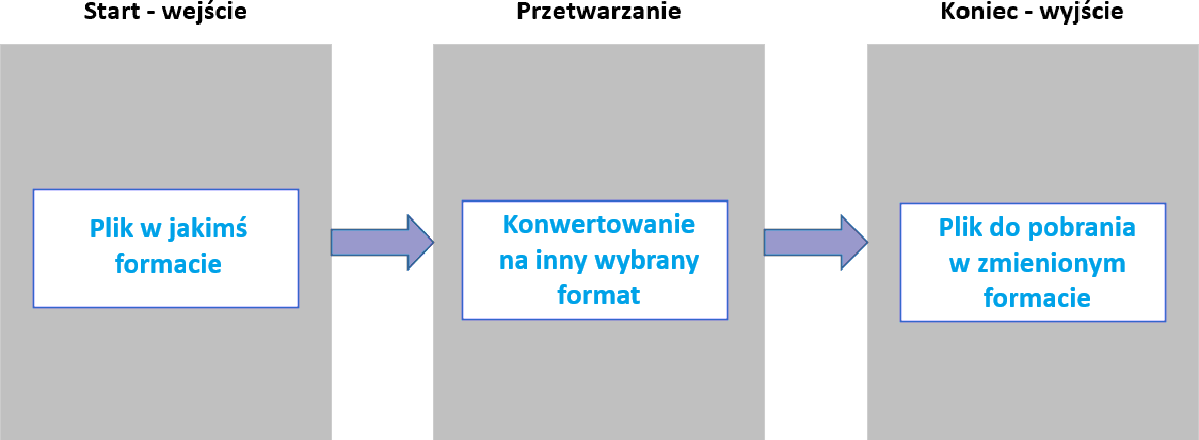 Start - wejście
Przetwarzanie
Koniec - wyjście
Plik w jakimś
formacie
Konwertowanie
na inny wybrany
format
Plik do pobrania
w zmienionym
formacie